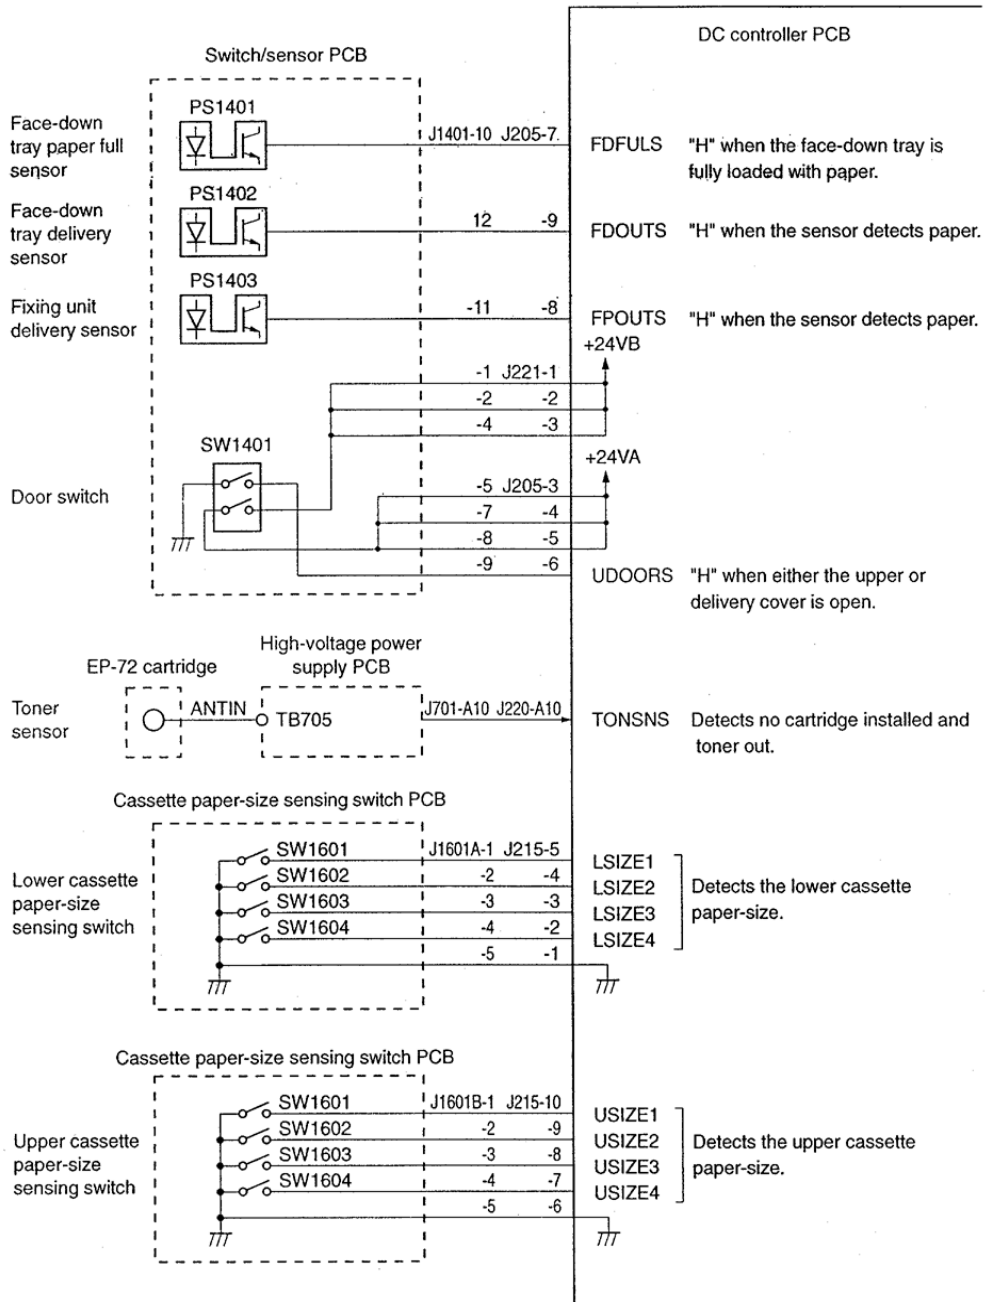 DC controller PCB
Switch/sensor PCB
PS1401
Face-down
tray paper full
sensor
J1401-10 J205-7
FDFULS "H" when the face-down tray is
fully loaded with paper.
PS1402
Face-down
tray delivery
sensor
12 -9
FDOUTS "H" when the sensor detects paper.
PS1403
Fixing unit
delivery sensor
-11 -8
FPOUTS "H" when the sensor detects paper.
+24VB
-1 J221-1
-2 -2
-4 -3
SW1401
+24VA
Door switch
-5 J205-3
-7 -4
-8 -5
-9 -6
UDOORS "H" when either the upper or
delivery cover is open.
High-voltage power
supply PCB
EP-72 cartridge
Toner
sensor
ANTIN
TB705
J701-A10 J220-A10
TONSNS Detects no cartridge installed and
toner out.
Cassette paper-size sensing switch PCB
Lower cassette
paper-size
sensing switch
SW1601 J1601A-1 J215-5 LSIZE1
SW1602 -2 -4 LSIZE2
SW1603 -3 -3 LSIZE3
SW1604 -4 -2 LSIZE4
-5 -1
Detects the lower cassette
paper-size.
Cassette paper-size sensing switch PCB
Upper cassette
paper-size
sensing switch
SW1601 J1601B-1 J215-10 USIZE1
SW1602 -2 -9 USIZE2
SW1603 -3 -8 USIZE3
SW1604 -4 -7 USIZE4
-5 -6
Detects the upper cassette
paper-size.